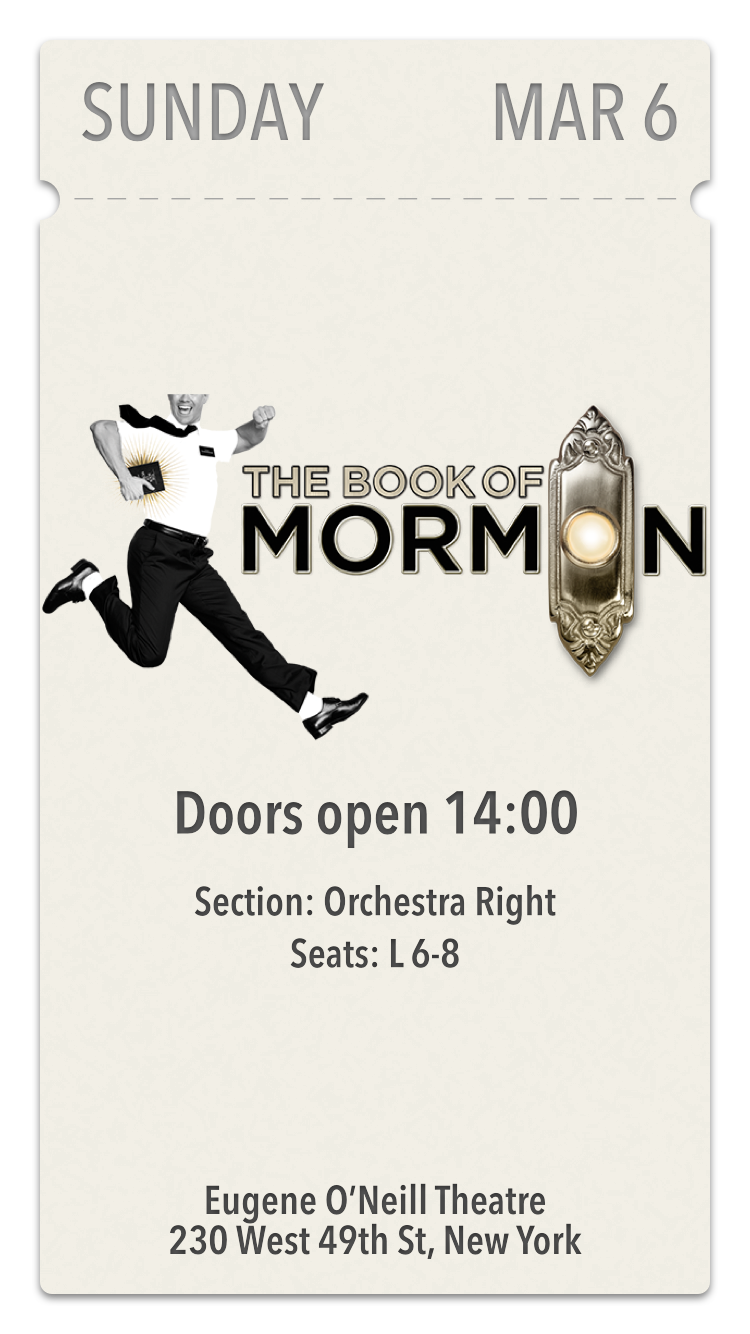 SUNDAY MAR 6
THE BOOK OF
MORMON
Doors open 14:00
Section: Orchestra Right
Seats: L 6-8
Eugene O’Neill Theatre
230 West 49th St, New York